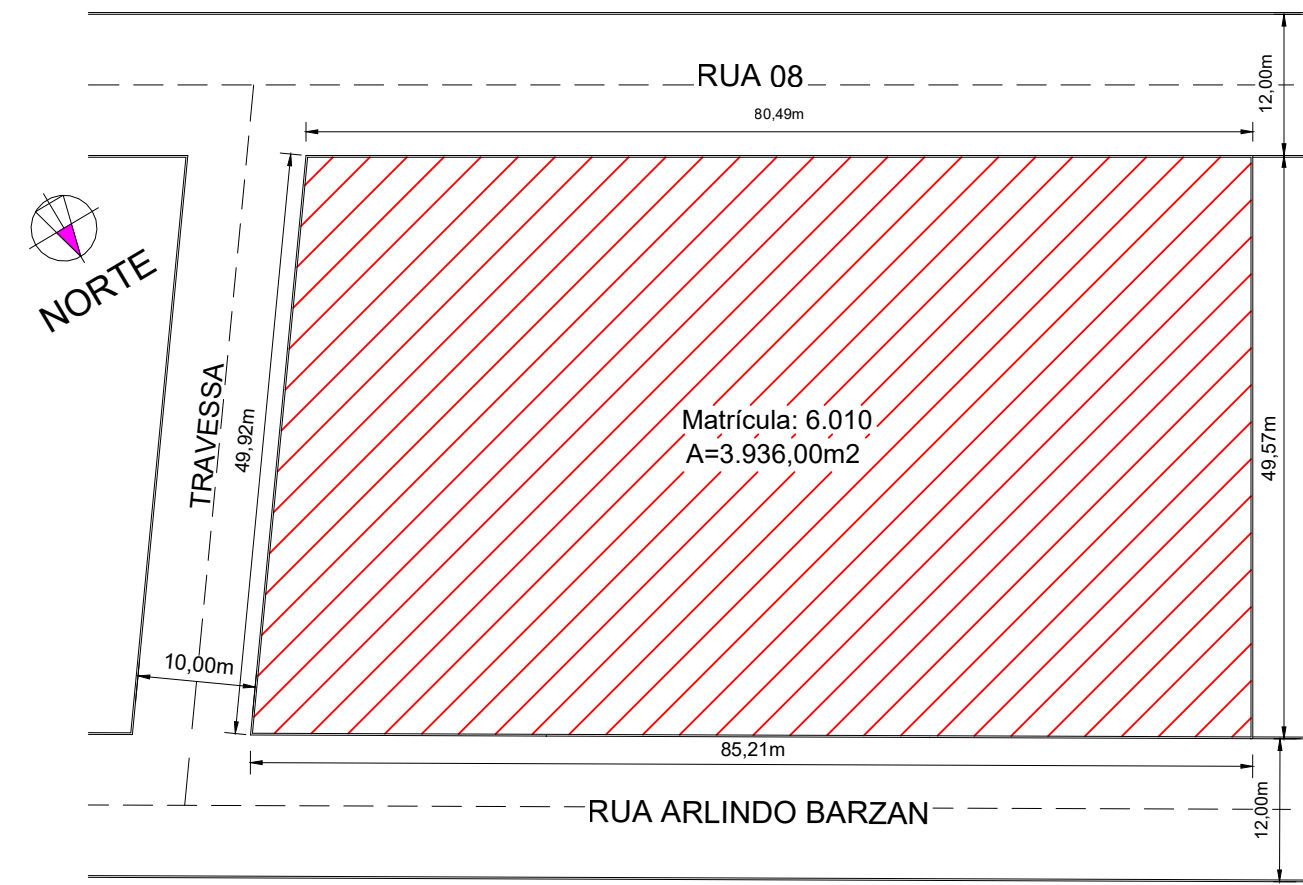 RUA 08
12,00m
80,49m
NORTE
TRAVESSA
49,92m
Matrícula: 6.010
A=3.936,00m2
49,57m
10,00m
85,21m
RUA ARLINDO BARZAN
12,00m